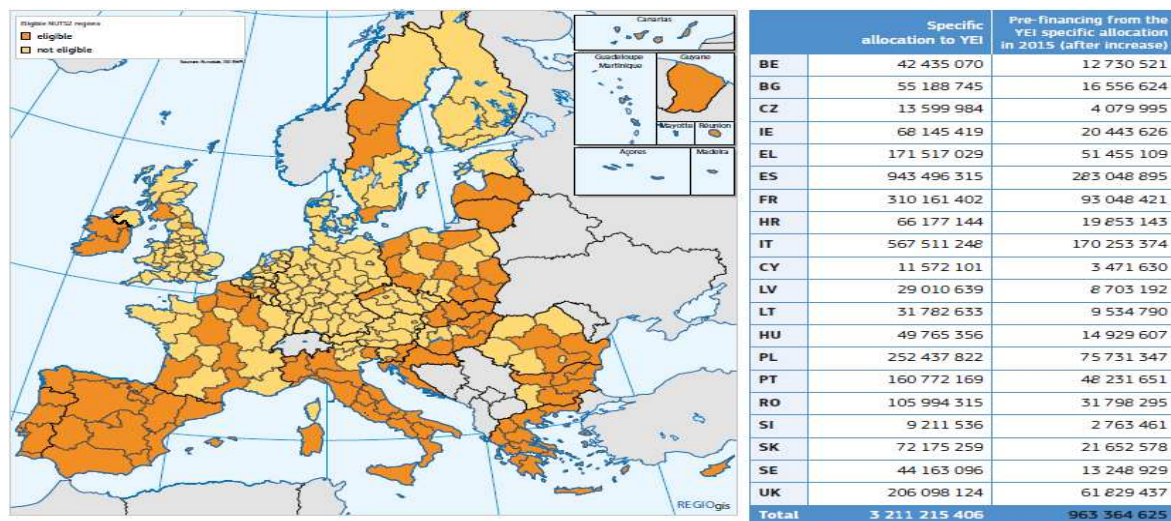 Eligible NUTS2 regions
eligible
not eligible
Canarias
Guadeloupe
Martinique
Guyane
Mayotte
Réunion
Açores
Madeira
REGIOgis
Specific allocation to YEI
Pre-financing from the YEI specific allocation in 2015 (after increase)
BE 42 435 070 12 730 521
BG 55 188 745 16 556 624
CZ 13 599 984 4 079 995
IE 68 145 419 20 443 626
EL 171 517 029 51 455 109
ES 943 496 315 283 048 895
FR 310 161 402 93 048 421
HR 66 177 144 19 853 143
IT 567 511 248 170 253 374
CY 11 572 101 3 471 630
LV 29 010 639 8 703 192
LT 31 782 633 9 534 790
HU 49 765 356 14 929 607
PL 252 437 822 75 731 347
PT 160 772 169 48 231 651
RO 105 994 315 31 798 295
SI 9 211 536 2 763 461
SK 72 175 259 21 652 578
SE 44 163 096 13 248 929
UK 206 098 124 61 829 437
Total 3 211 215 406 963 364 625